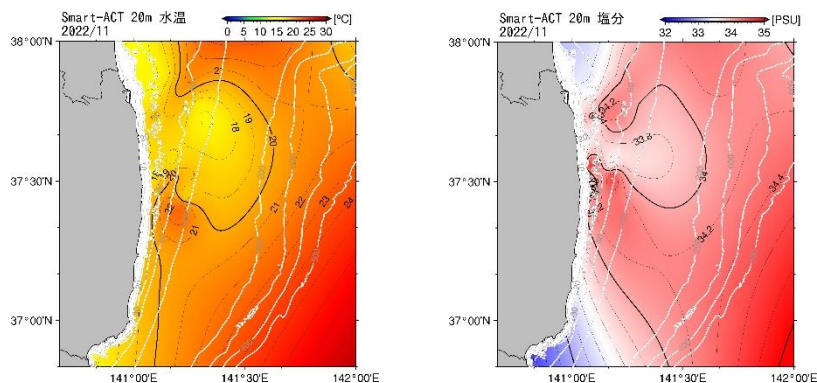 Smart-ACT 20m 水温
2022/11
[℃]
0 5 10 15 20 25 30
38°00'N
37°30'N
37°00'N
141°00'E
141°30'E
142°00'E
19
18
20
20
22
21
21
22
23
24
Smart-ACT 20m 塩分
2022/11
[PSU]
32 33 34 35
38°00'N
37°30'N
37°00'N
141°00'E
141°30'E
142°00'E
34.2
33.8
34
34.2
34.4